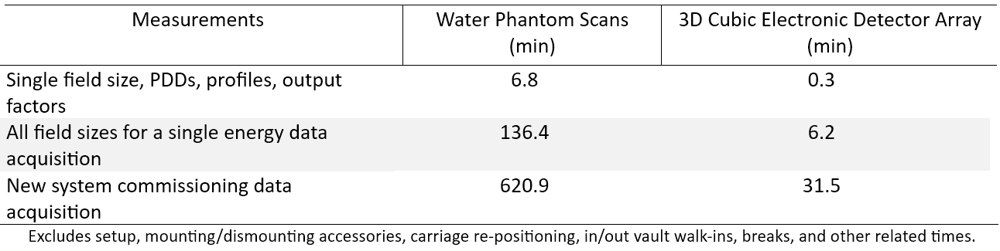 Measurements Water Phantom Scans 3D Cubic Electronic Detector Array
(min) (min)
Single field size, PDDs, profiles, output 6.8 0.3
factors
All field sizes for a single energy data 136.4 6.2
acquisition
New system commissioning data 620.9 31.5
acquisition
Excludes setup, mounting/dismounting accessories, carriage re-positioning, in/out vault walk-ins, breaks, and other related times.